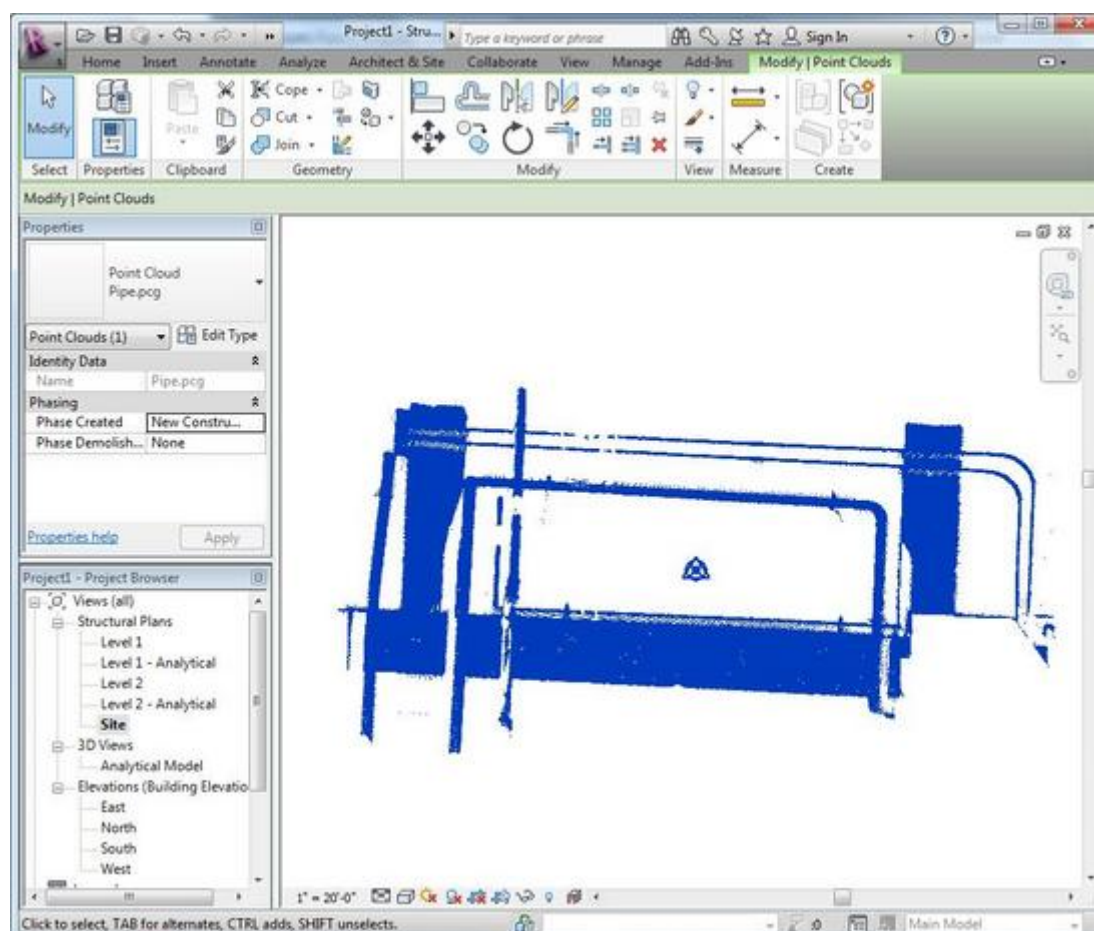 Project1 - Stru...
Type a keyword or phrase
Sign In
Home Insert Annotate Analyze Architect & Site Collaborate View Manage Add-Ins Modify | Point Clouds
Modify
Paste
Cope
Cut
Join
Select Properties Clipboard Geometry Modify View Measure Create
Modify | Point Clouds
Properties
Point Cloud
Pipe.pcg
Point Clouds (1) Edit Type
Identity Data
Name Pipe.pcg
Phasing
Phase Created New Constru...
Phase Demolish... None
Properties help Apply
Project1 - Project Browser
Views (all)
Structural Plans
Level 1
Level 1 - Analytical
Level 2
Level 2 - Analytical
Site
3D Views
Analytical Model
Elevations (Building Elevatio
East
North
South
West
1" = 20'-0"
Click to select, TAB for alternates, CTRL adds, SHIFT unselects.
:0
Main Model